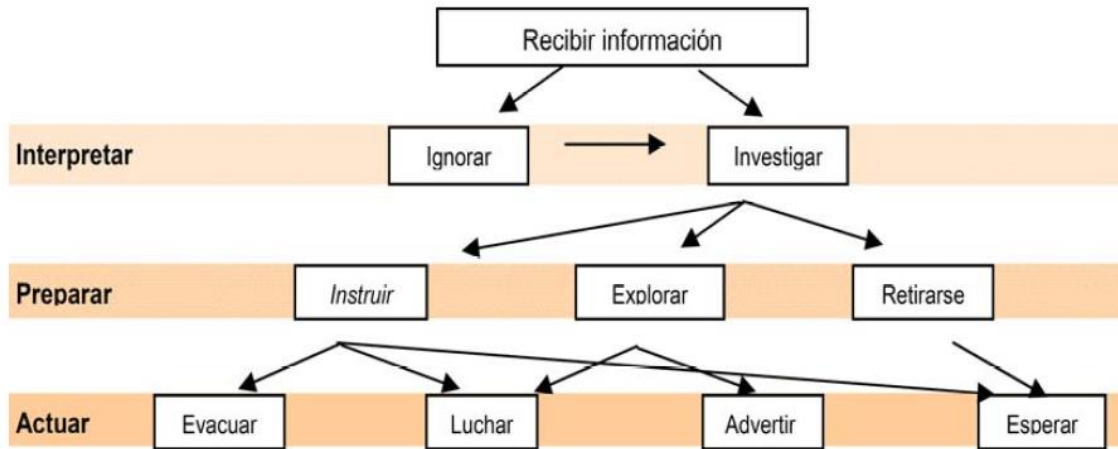 Recibir información
Interpretar
Ignorar
Investigar
Preparar
Instruir
Explorar
Retirarse
Actuar
Evacuar
Luchar
Advertir
Esperar